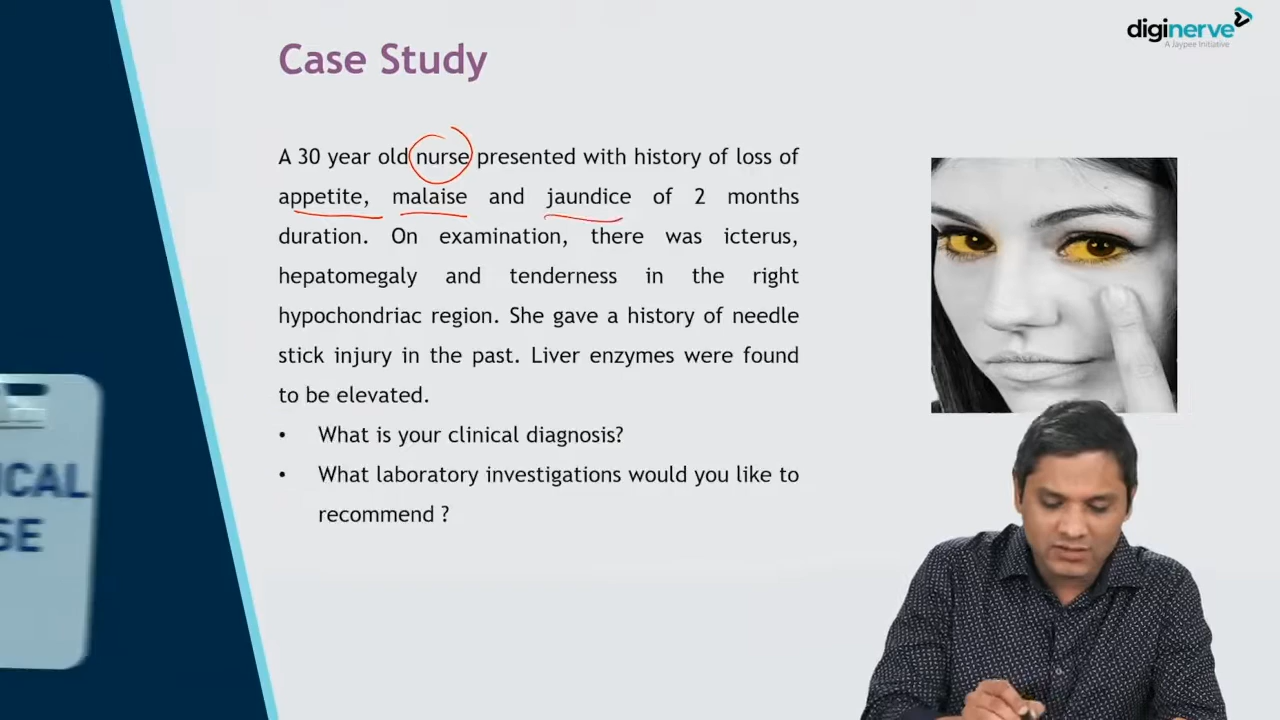 diginerve
A Jaypee Initiative
Case Study
A 30 year old nurse presented with history of loss of
appetite, malaise and jaundice of 2 months
duration. On examination, there was icterus,
hepatomegaly and tenderness in the right
hypochondriac region. She gave a history of needle
stick injury in the past. Liver enzymes were found
to be elevated.
• What is your clinical diagnosis?
• What laboratory investigations would you like to
recommend ?
ICAL
SE